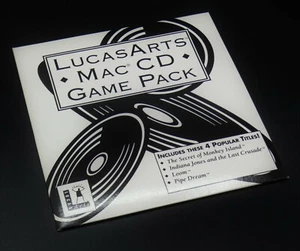 LucasArts
• Mac® CD •
Game Pack
Includes these 4 Popular Titles!
• The Secret of Monkey Island™
• Indiana Jones and the Last Crusade™
• Loom™
• Pipe Dream™